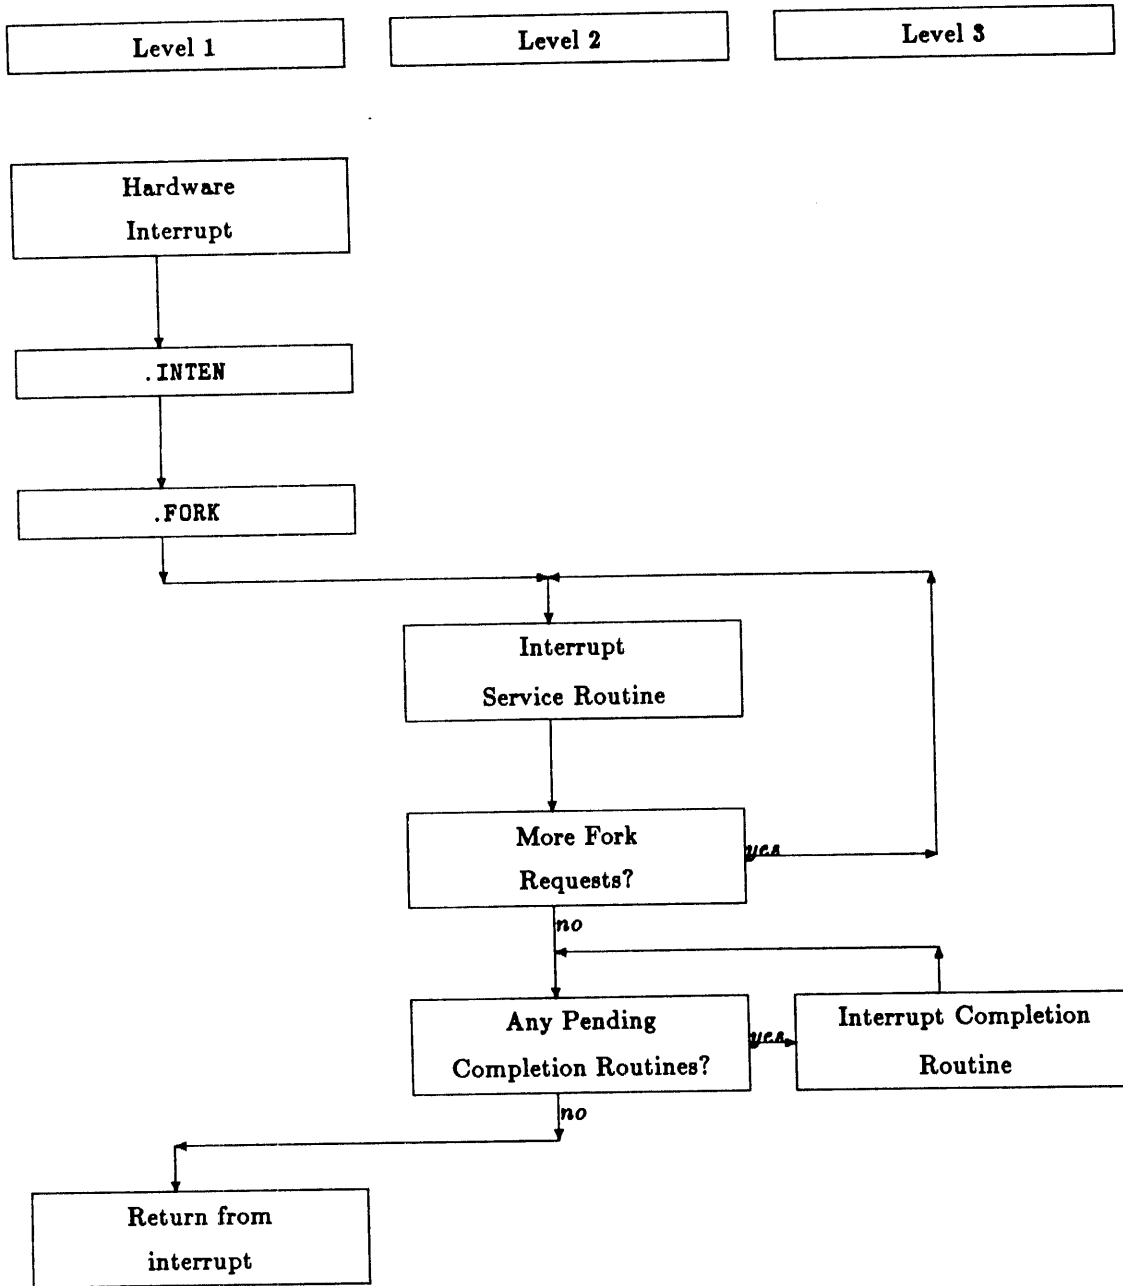 Level 1
Level 2
Level 3
Hardware
Interrupt
.INTEN
.FORK
Interrupt
Service Routine
More Fork
Requests?
yes
no
Any Pending
Completion Routines?
yes
Interrupt Completion
Routine
no
Return from
interrupt